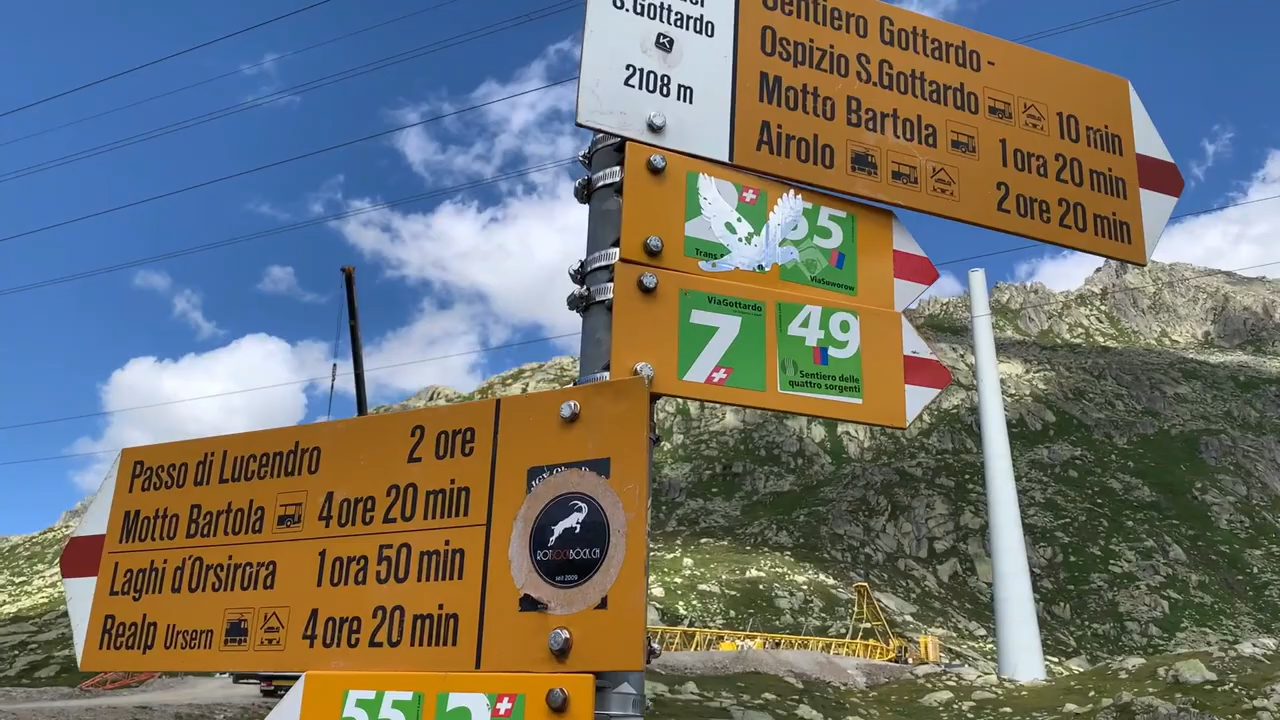 S.Gottardo
2108 m
Sentiero Gottardo -
Ospizio S.Gottardo 10 min
Motto Bartola 1 ora 20 min
Airolo 2 ore 20 min
Trans
55
ViaSuworow
ViaGottardo
7
49
Sentiero delle
quattro sorgenti
Passo di Lucendro 2 ore
Motto Bartola 4 ore 20 min
Laghi d'Orsirora 1 ora 50 min
Realp Ursern 4 ore 20 min
ROTSOCKBOCK.CH
seit 2009
55